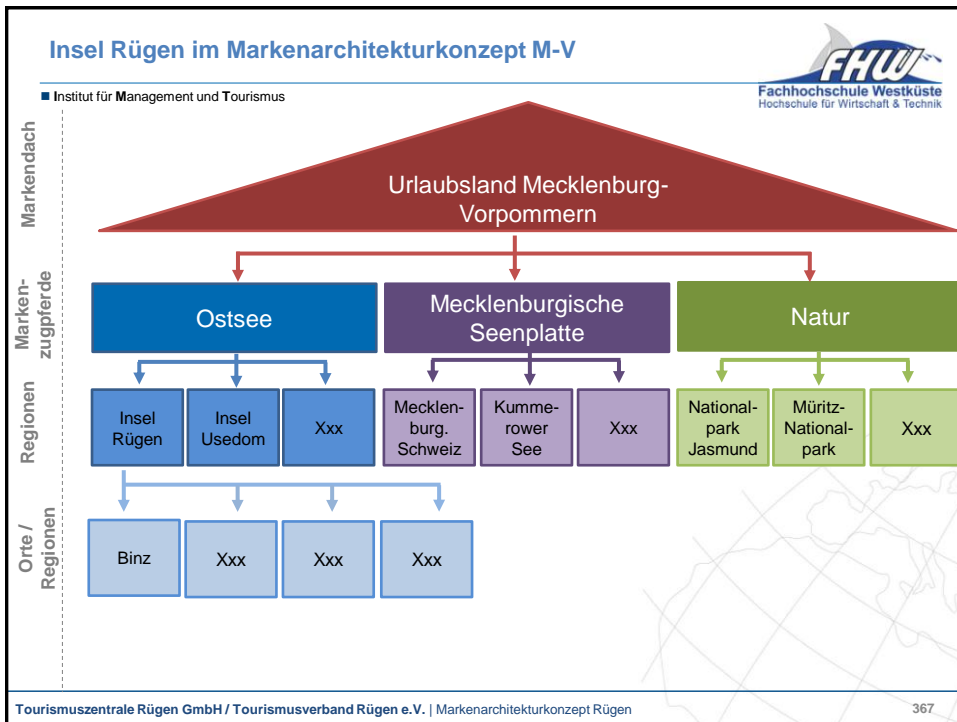 Insel Rügen im Markenarchitekturkonzept M-V
FHW
Fachhochschule Westküste
Hochschule für Wirtschaft & Technik
■ Institut für Management und Tourismus
Markendach
Urlaubsland Mecklenburg-
Vorpommern
Marken-
zugpferde
Ostsee
Mecklenburgische
Seenplatte
Natur
Regionen
Insel
Rügen
Insel
Usedom
Xxx
Mecklen-
burg.
Schweiz
Kumme-
rower
See
Xxx
National-
park
Jasmund
Müritz-
National-
park
Xxx
Orte /
Regionen
Binz
Xxx
Xxx
Xxx
Tourismuszentrale Rügen GmbH / Tourismusverband Rügen e.V. | Markenarchitekturkonzept Rügen
367